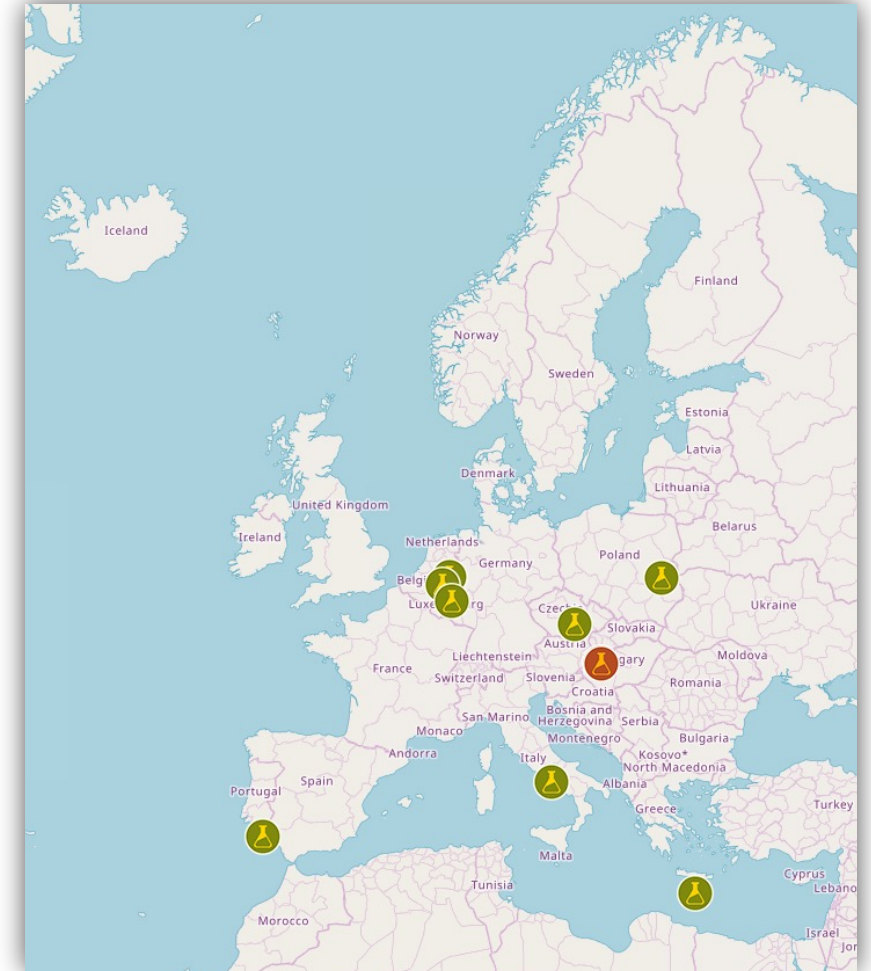 Iceland
Finland
Norway
Sweden
Estonia
Latvia
Denmark
Lithuania
United Kingdom
Belarus
Ireland
Netherlands
Poland
Germany
Belgi
Ukraine
Luxe
rg
Czech
Slovakia
Austria
Moldova
Liechtenstein
gary
France
Switzerland
Slovenia
Romania
Croatia
Bosnia and
Herzegovina
San Marino
Serbia
Monaco
Montenegro
Bulgaria
Andorra
Italy
Kosovo*
North Macedonia
Spain
Albania
Portugal
Greece
Turkey
Malta
Cyprus
Tunisia
Lebano
Morocco
Israel
Jor